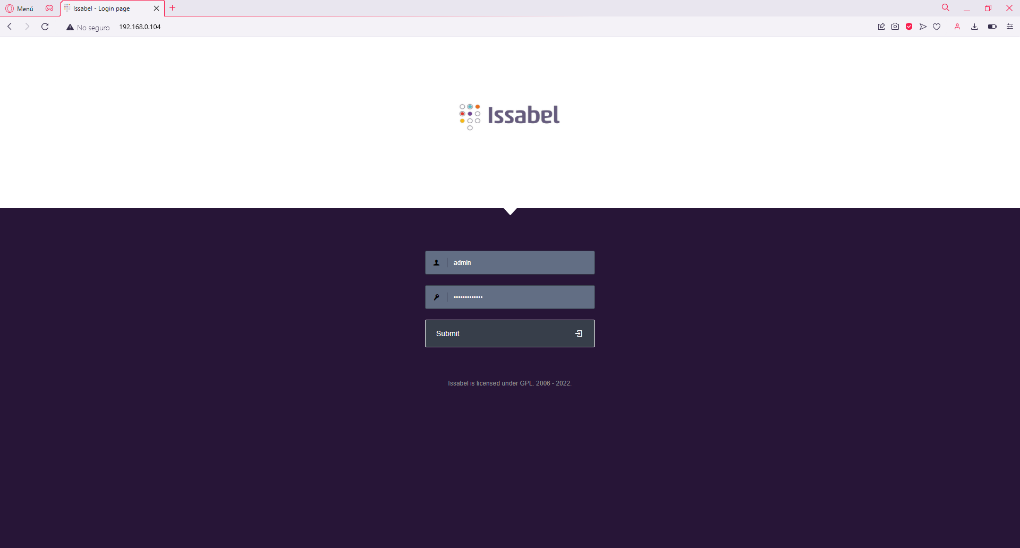 Menú
Issabel - Login page
No seguro
192.168.0.104
Issabel
admin
•••••••••••••
Submit
Issabel is licensed under GPL. 2006 - 2022.